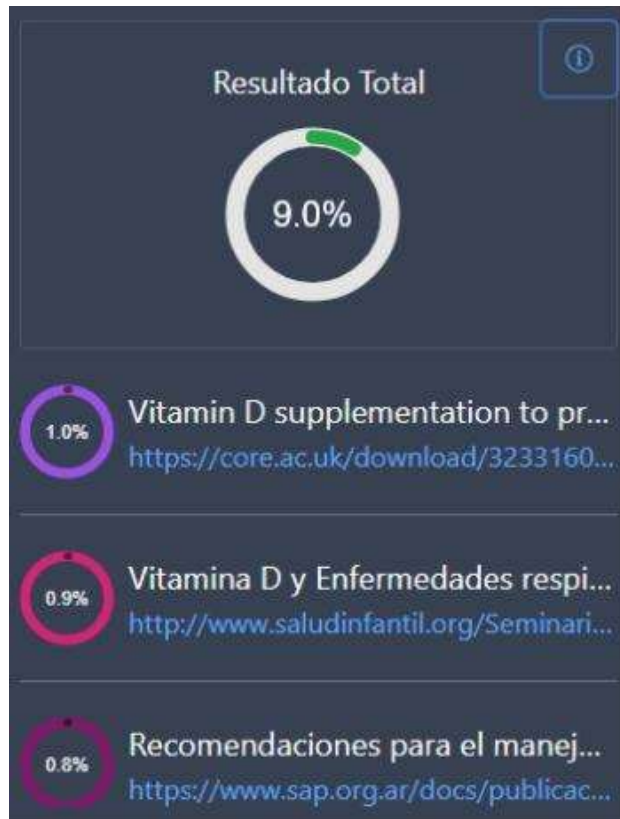 Resultado Total
9.0%
1.0%
Vitamin D supplementation to pr...
https://core.ac.uk/download/3233160...
0.9%
Vitamina D y Enfermedades respi...
http://www.saludinfantil.org/Seminari...
0.8%
Recomendaciones para el manej...
https://www.sap.org.ar/docs/publicac...